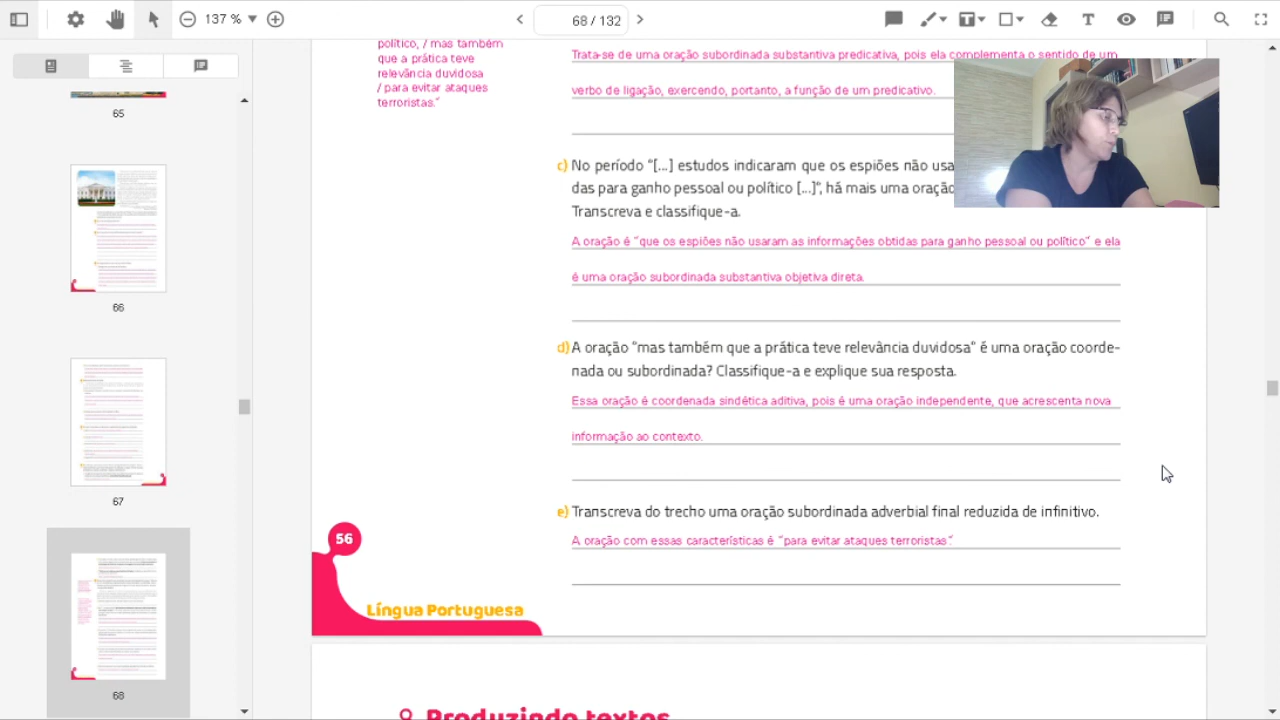 137 %
68 / 132
65
66
67
68
político, / mas também
que a prática teve
relevância duvidosa
/ para evitar ataques
terroristas.”
Trata-se de uma oração subordinada substantiva predicativa, pois ela complementa o sentido de um
verbo de ligação, exercendo, portanto, a função de um predicativo.
c) No período “[...] estudos indicaram que os espiões não usa
das para ganho pessoal ou político [...]”, há mais uma oração
Transcreva e classifique-a.
A oração é “que os espiões não usaram as informações obtidas para ganho pessoal ou político” e ela
é uma oração subordinada substantiva objetiva direta.
d) A oração “mas também que a prática teve relevância duvidosa” é uma oração coorde-
nada ou subordinada? Classifique-a e explique sua resposta.
Essa oração é coordenada sindética aditiva, pois é uma oração independente, que acrescenta nova
informação ao contexto.
e) Transcreva do trecho uma oração subordinada adverbial final reduzida de infinitivo.
A oração com essas características é “para evitar ataques terroristas”.
56
Língua Portuguesa
Produzindo textos